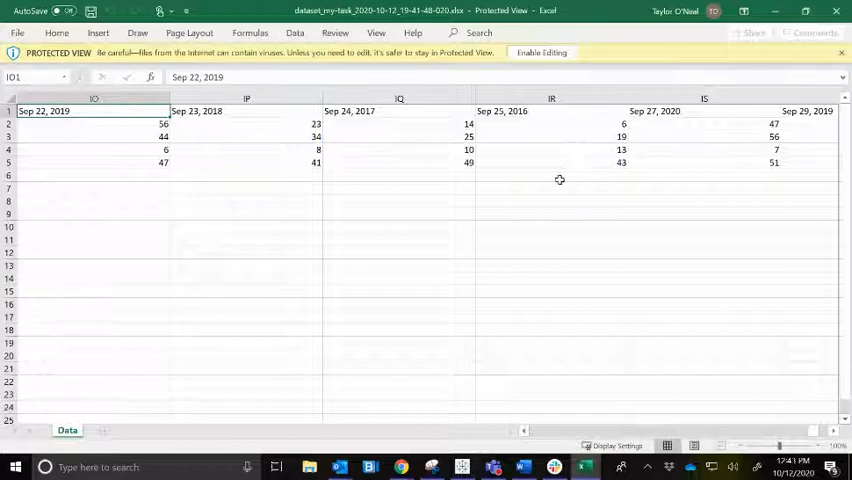 AutoSave Off dataset_my-task_2020-10-12_19-41-48-020.xlsx - Protected View - Excel Taylor O'Neal TO
File Home Insert Draw Page Layout Formulas Data Review View Help Search Share Comments
PROTECTED VIEW Be careful—files from the Internet can contain viruses. Unless you need to edit, it's safer to stay in Protected View. Enable Editing
IO1 fx Sep 22, 2019
IO IP IQ IR IS
1 Sep 22, 2019 Sep 23, 2018 Sep 24, 2017 Sep 25, 2016 Sep 27, 2020 Sep 29, 2019
2 56 23 14 6 47
3 44 34 25 19 56
4 6 8 10 13 7
5 47 41 49 43 51
6
7
8
9
10
11
12
13
14
15
16
17
18
19
20
21
22
23
24
25
Data
Display Settings 100%
Type here to search 12:43 PM
10/12/2020